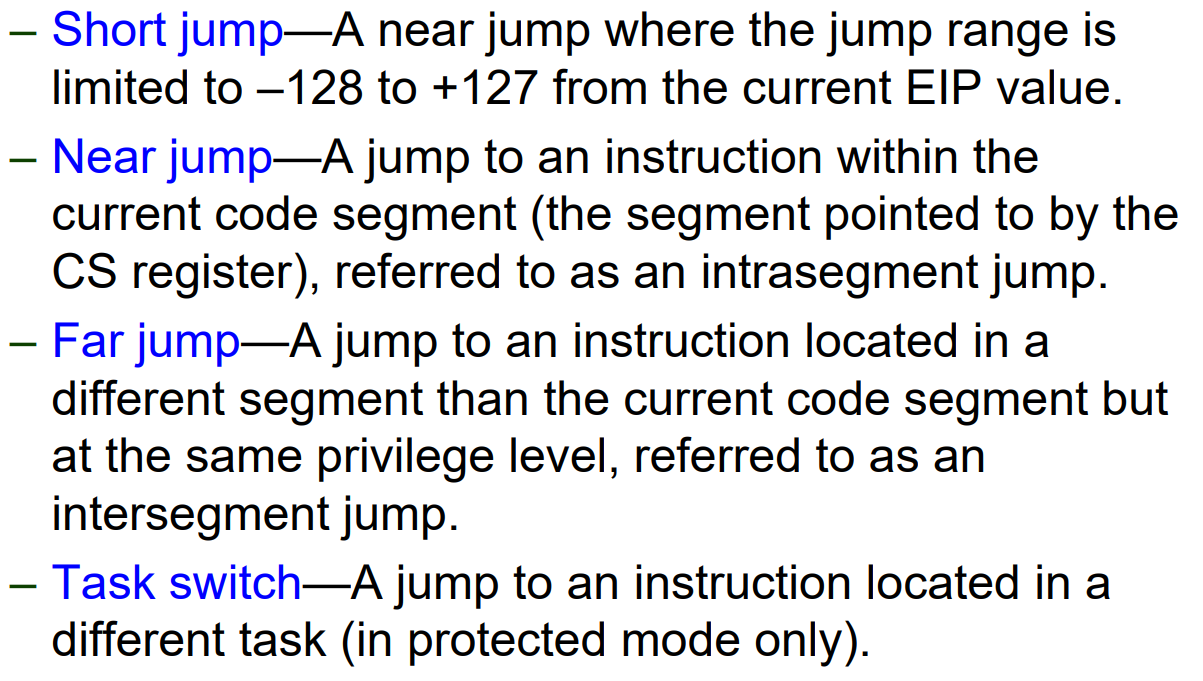 – Short jump—A near jump where the jump range is
limited to –128 to +127 from the current EIP value.
– Near jump—A jump to an instruction within the
current code segment (the segment pointed to by the
CS register), referred to as an intrasegment jump.
– Far jump—A jump to an instruction located in a
different segment than the current code segment but
at the same privilege level, referred to as an
intersegment jump.
– Task switch—A jump to an instruction located in a
different task (in protected mode only).